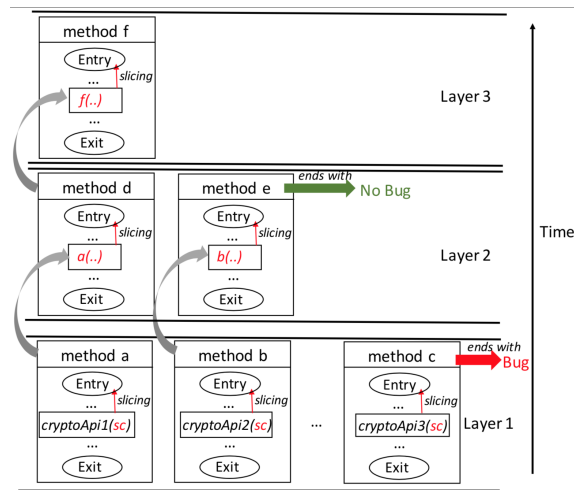 method f
Entry
slicing
...
f(..)
Layer 3
...
Exit
method d
method e
ends with
No Bug
Entry
Entry
... slicing
... slicing
a(..)
b(..)
Layer 2
Time
...
...
Exit
Exit
method a
method b
method c
ends with
Bug
Entry
Entry
Entry
... slicing
... slicing
... slicing
cryptoApi1(sc)
cryptoApi2(sc)
...
cryptoApi3(sc)
Layer 1
...
...
...
Exit
Exit
Exit